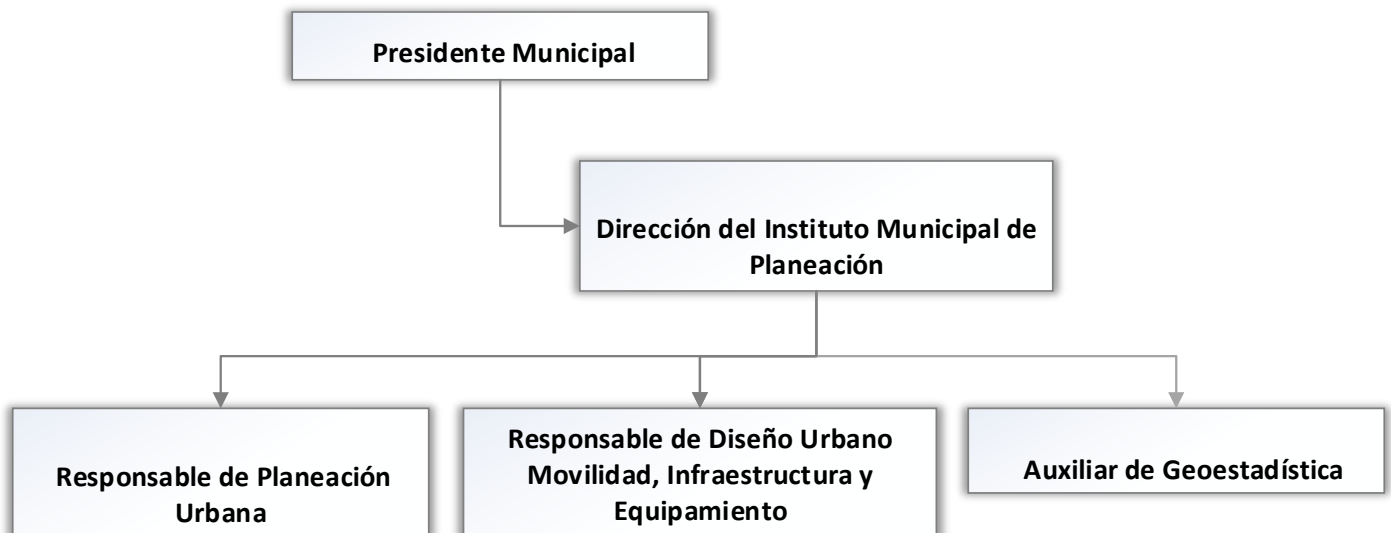 Presidente Municipal
Dirección del Instituto Municipal de
Planeación
Responsable de Planeación
Urbana
Responsable de Diseño Urbano
Movilidad, Infraestructura y
Equipamiento
Auxiliar de Geoestadística